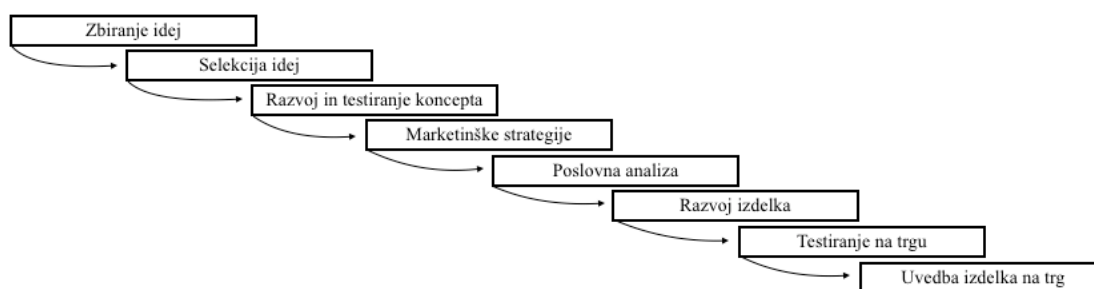 Zbiranje idej
Selekcija idej
Razvoj in testiranje koncepta
Marketinške strategije
Poslovna analiza
Razvoj izdelka
Testiranje na trgu
Uvedba izdelka na trg